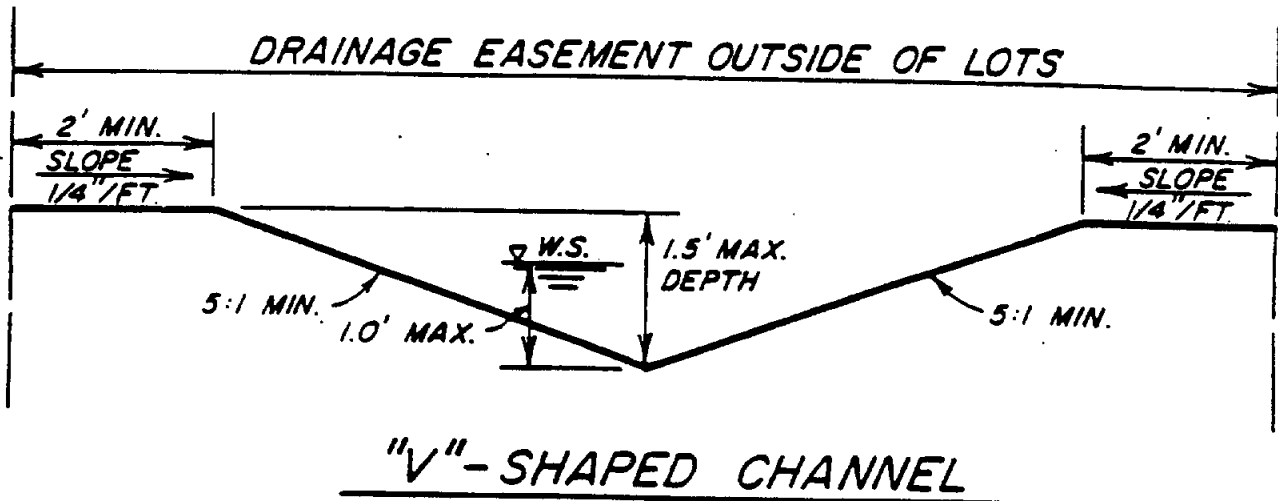 DRAINAGE EASEMENT OUTSIDE OF LOTS
2' MIN.
SLOPE
1/4"/FT.
2' MIN.
SLOPE
1/4"/FT.
W.S.
1.5' MAX.
DEPTH
5:1 MIN.
1.0' MAX.
5:1 MIN.
"V"-SHAPED CHANNEL